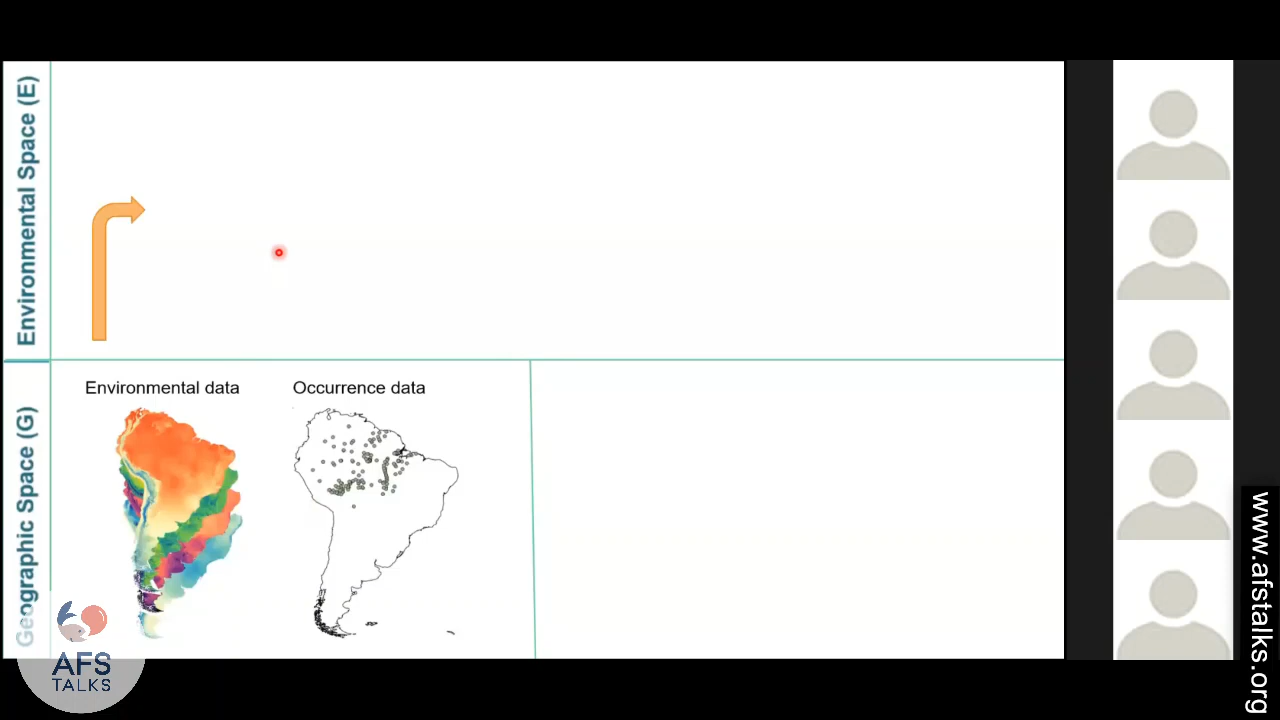 Environmental Space (E)
Environmental data
Occurrence data
Geographic Space (G)
AFS
TALKS
www.afstalks.org